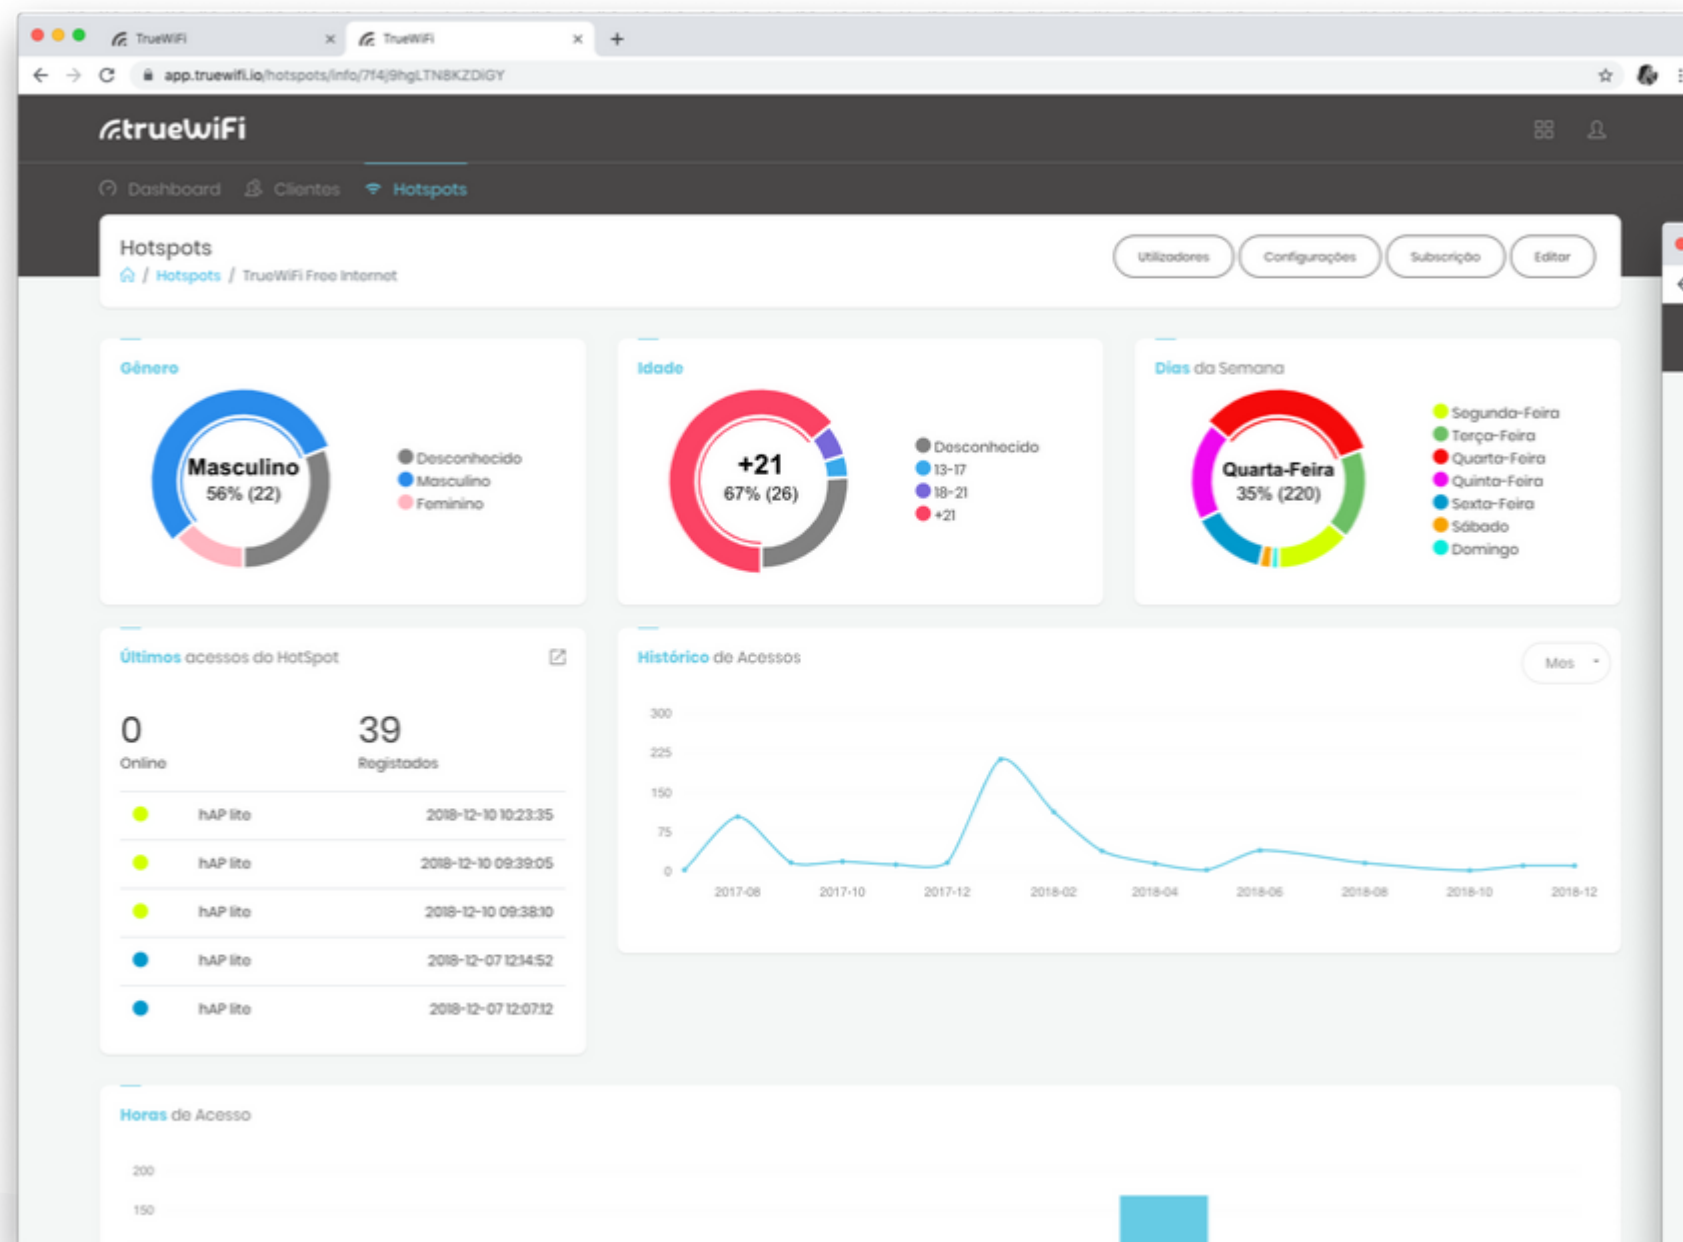 TrueWiFi
TrueWiFi
app.truewifi.io/hotspots/info/7f4j9hgLTN8KZDiGY
truewiFi
Dashboard Clientes Hotspots
Hotspots
/ Hotspots / TrueWiFi Free Internet
Utilizadores Configurações Subscrição Editar
Gênero
Masculino
56% (22)
Desconhecido
Masculino
Feminino
Idade
+21
67% (26)
Desconhecido
13-17
18-21
+21
Dias da Semana
Quarta-Feira
35% (220)
Segunda-Feira
Terça-Feira
Quarta-Feira
Quinta-Feira
Sexta-Feira
Sábado
Domingo
Últimos acessos do HotSpot
0
Online
39
Registados
hAP lite 2018-12-10 10:23:35
hAP lite 2018-12-10 09:39:05
hAP lite 2018-12-10 09:38:10
hAP lite 2018-12-07 12:14:52
hAP lite 2018-12-07 12:07:12
Histórico de Acessos
Mes
300
225
150
75
0
2017-08 2017-10 2017-12 2018-02 2018-04 2018-06 2018-08 2018-10 2018-12
Horas de Acesso
200
150